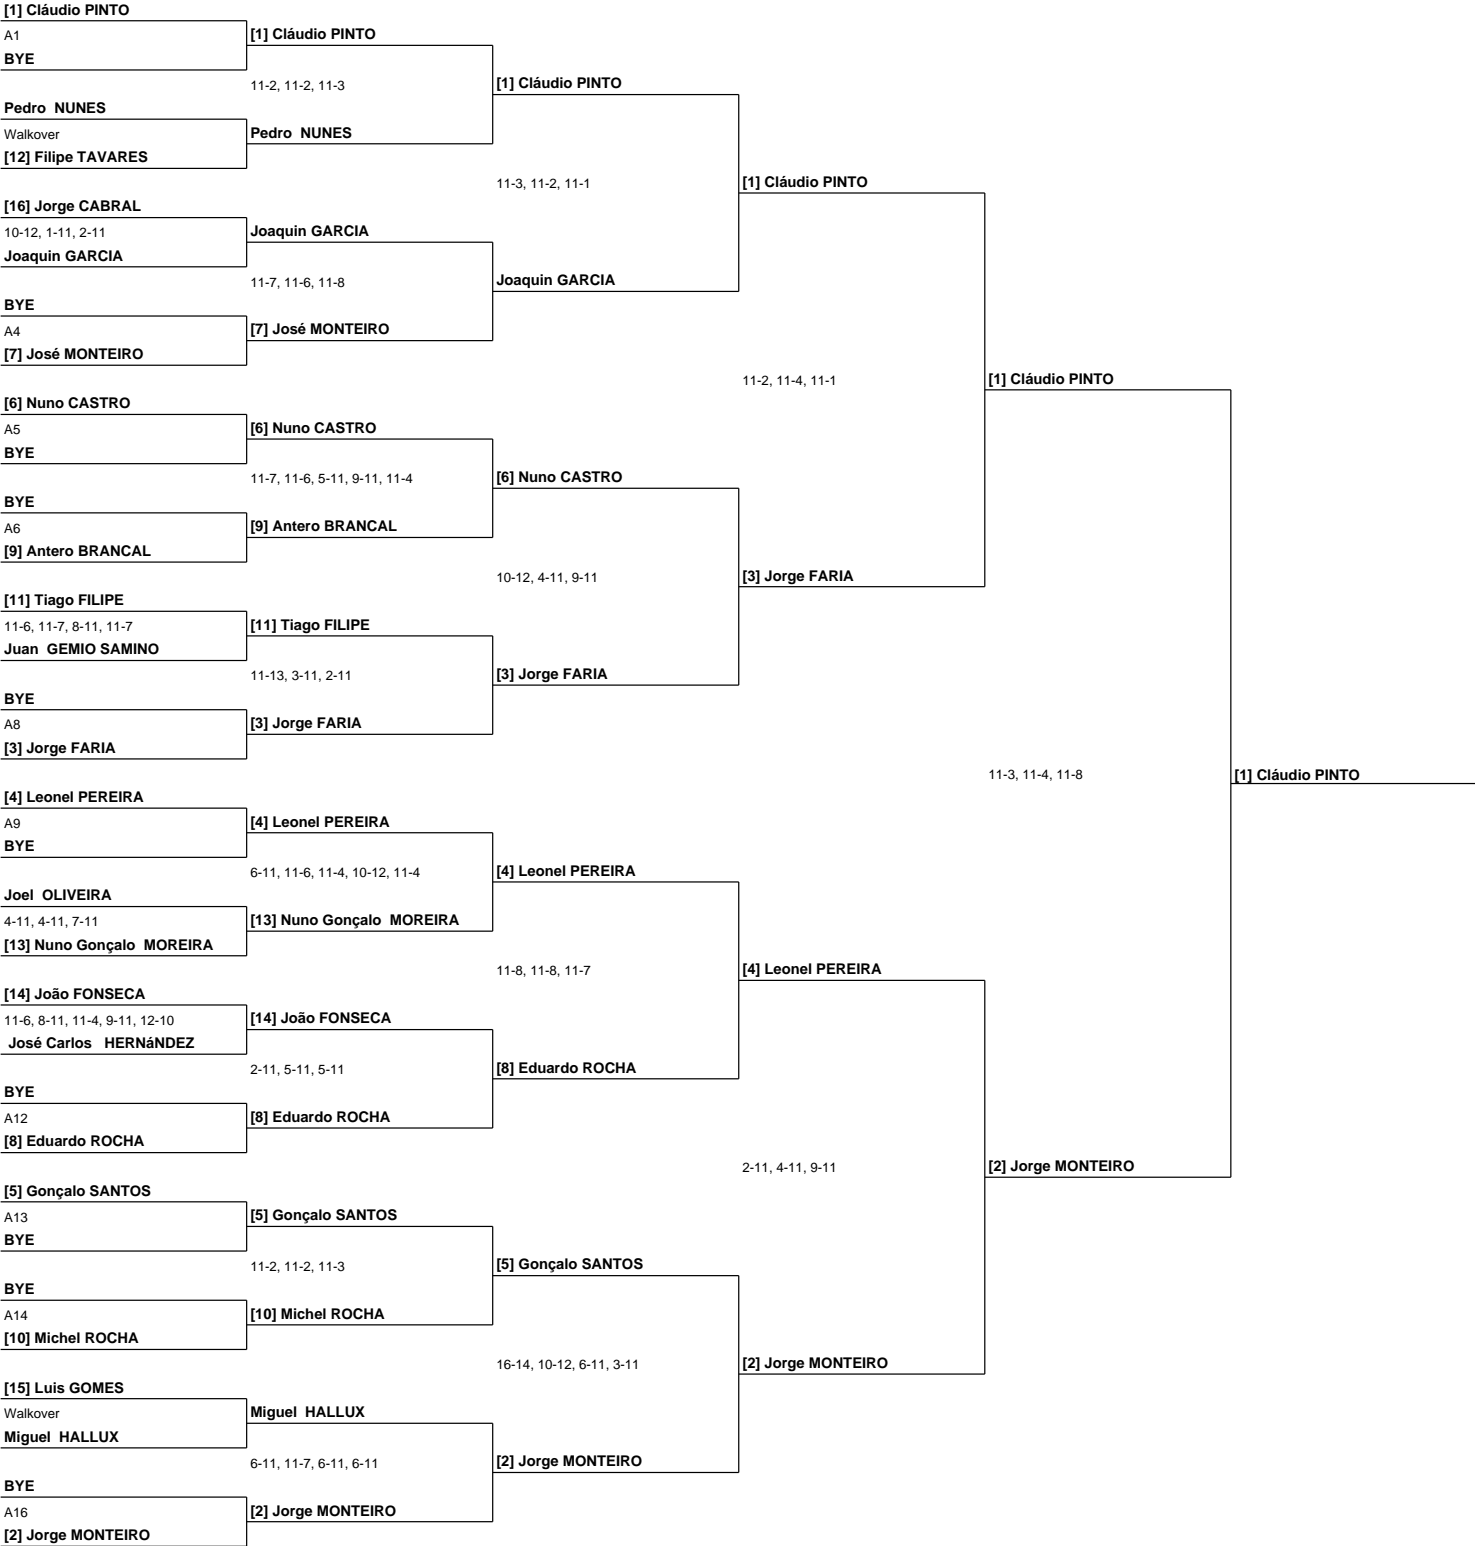 [1] Cláudio PINTO
A1
BYE
Pedro  NUNES
Walkover
[12] Filipe TAVARES
[16] Jorge CABRAL
10-12, 1-11, 2-11
Joaquin GARCIA
BYE
A4
[7] José MONTEIRO
[6] Nuno CASTRO
A5
BYE
BYE
A6
[9] Antero BRANCAL
[11] Tiago FILIPE
11-6, 11-7, 8-11, 11-7
Juan  GEMIO SAMINO
BYE
A8
[3] Jorge FARIA
[4] Leonel PEREIRA
A9
BYE
Joel  OLIVEIRA
4-11, 4-11, 7-11
[13] Nuno Gonçalo  MOREIRA
[14] João FONSECA
11-6, 8-11, 11-4, 9-11, 12-10
José Carlos   HERNáNDEZ
BYE
A12
[8] Eduardo ROCHA
[5] Gonçalo SANTOS
A13
BYE
BYE
A14
[10] Michel ROCHA
[15] Luis GOMES
Walkover
Miguel  HALLUX
BYE
A16
[2] Jorge MONTEIRO
[1] Cláudio PINTO
11-2, 11-2, 11-3
Pedro  NUNES
Joaquin GARCIA
11-7, 11-6, 11-8
[7] José MONTEIRO
[6] Nuno CASTRO
11-7, 11-6, 5-11, 9-11, 11-4
[9] Antero BRANCAL
[11] Tiago FILIPE
11-13, 3-11, 2-11
[3] Jorge FARIA
[4] Leonel PEREIRA
6-11, 11-6, 11-4, 10-12, 11-4
[13] Nuno Gonçalo  MOREIRA
[14] João FONSECA
2-11, 5-11, 5-11
[8] Eduardo ROCHA
[5] Gonçalo SANTOS
11-2, 11-2, 11-3
[10] Michel ROCHA
Miguel  HALLUX
6-11, 11-7, 6-11, 6-11
[2] Jorge MONTEIRO
[1] Cláudio PINTO
11-3, 11-2, 11-1
Joaquin GARCIA
[6] Nuno CASTRO
10-12, 4-11, 9-11
[3] Jorge FARIA
[4] Leonel PEREIRA
11-8, 11-8, 11-7
[8] Eduardo ROCHA
[5] Gonçalo SANTOS
16-14, 10-12, 6-11, 3-11
[2] Jorge MONTEIRO
[1] Cláudio PINTO
11-2, 11-4, 11-1
[3] Jorge FARIA
[4] Leonel PEREIRA
2-11, 4-11, 9-11
[2] Jorge MONTEIRO
[1] Cláudio PINTO
11-3, 11-4, 11-8
[2] Jorge MONTEIRO
[1] Cláudio PINTO